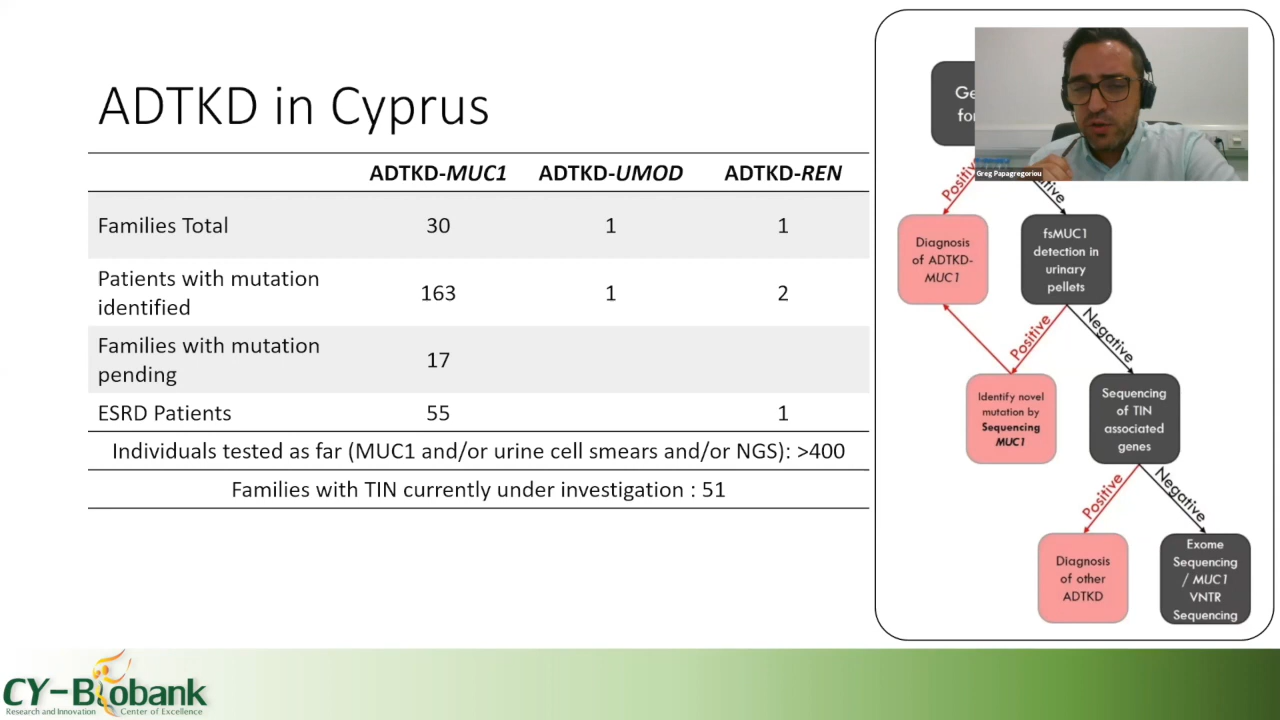 ADTKD in Cyprus
ADTKD-MUC1 ADTKD-UMOD ADTKD-REN
Families Total 30 1 1
Patients with mutation
identified 163 1 2
Families with mutation
pending 17
ESRD Patients 55 1
Individuals tested as far (MUC1 and/or urine cell smears and/or NGS): >400
Families with TIN currently under investigation : 51
Greg Papagregoriou
Diagnosis
of ADTKD-
MUC1
fsMUC1
detection in
urinary
pellets
Positive
Negative
Identify novel
mutation by
Sequencing
MUC1
Sequencing
of TIN
associated
genes
Positive
Negative
Diagnosis
of other
ADTKD
Exome
Sequencing
/ MUC1
VNTR
Sequencing
CY-Biobank
Research and Innovation Center of Excellence